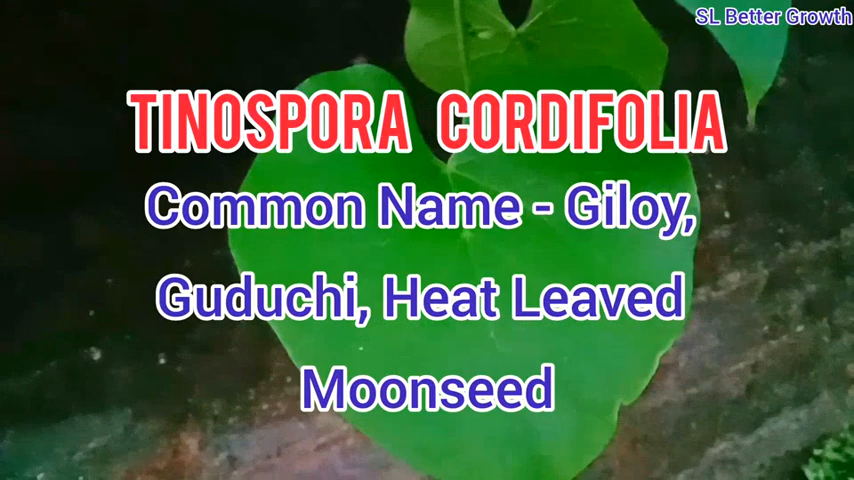 SL Better Growth
TINOSPORA CORDIFOLIA
Common Name - Giloy,
Guduchi, Heat Leaved
Moonseed